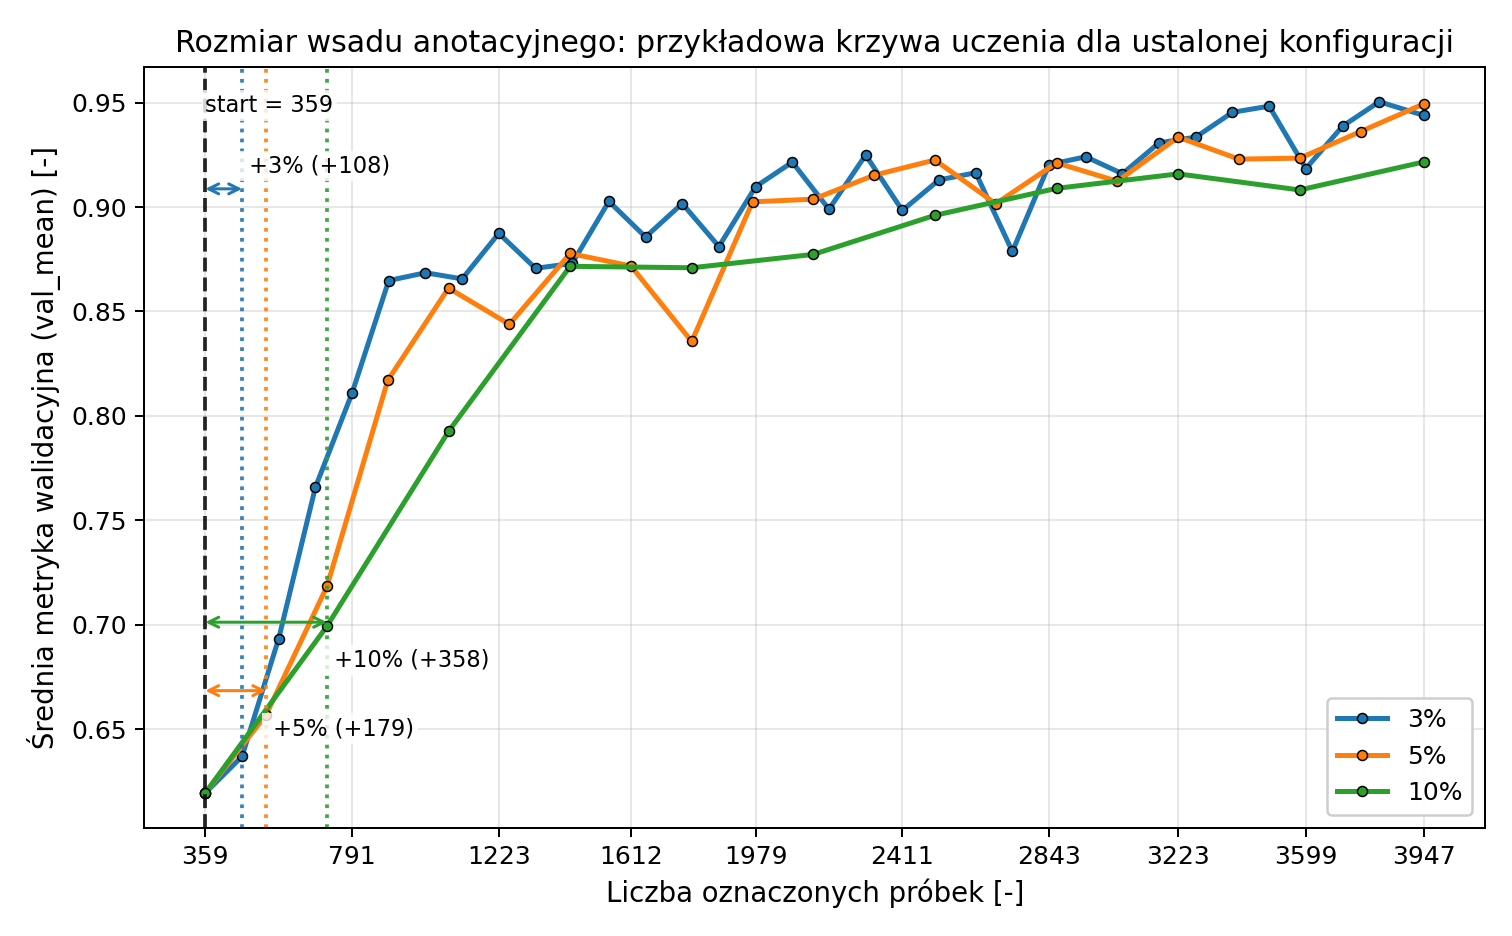 Rozmiar wsadu anotacyjnego: przykładowa krzywa uczenia dla ustalonej konfiguracji
Średnia metryka walidacyjna (val_mean) [-]
0.95
0.90
0.85
0.80
0.75
0.70
0.65
start = 359
+3% (+108)
+10% (+358)
+5% (+179)
3%
5%
10%
359 791 1223 1612 1979 2411 2843 3223 3599 3947
Liczba oznaczonych próbek [-]